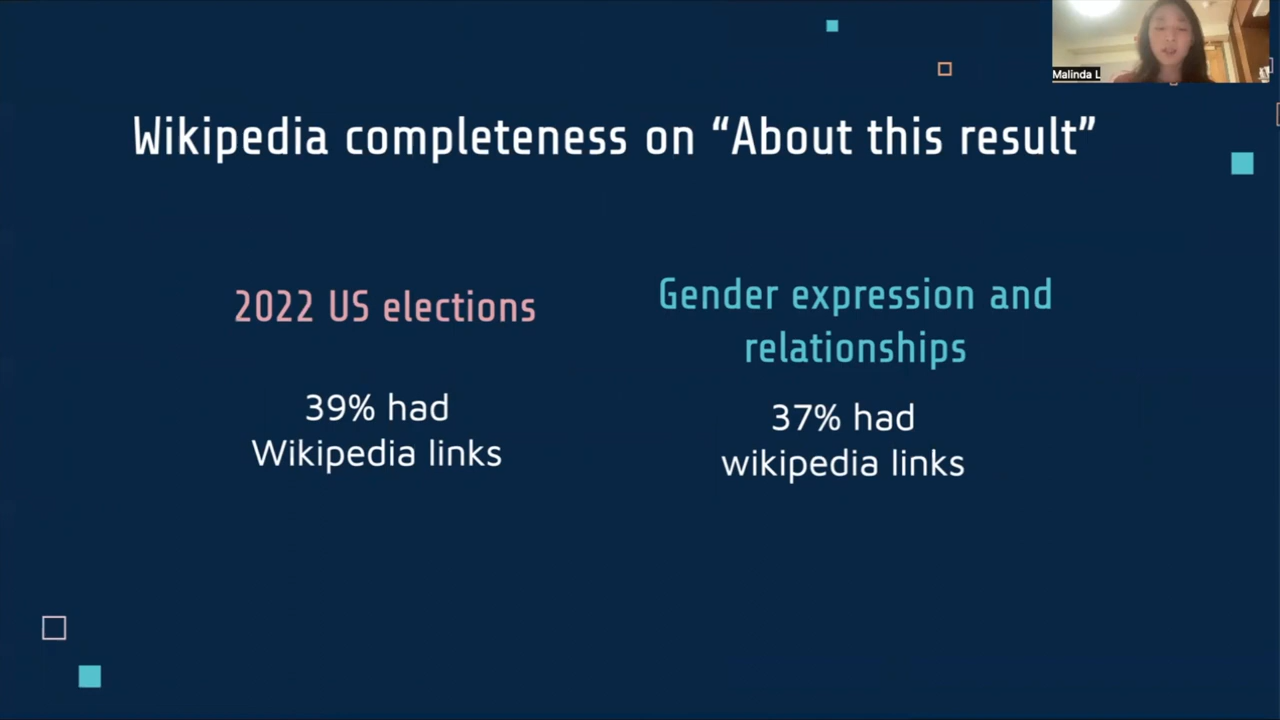 Malinda L
Wikipedia completeness on “About this result”
2022 US elections
39% had
Wikipedia links
Gender expression and
relationships
37% had
wikipedia links